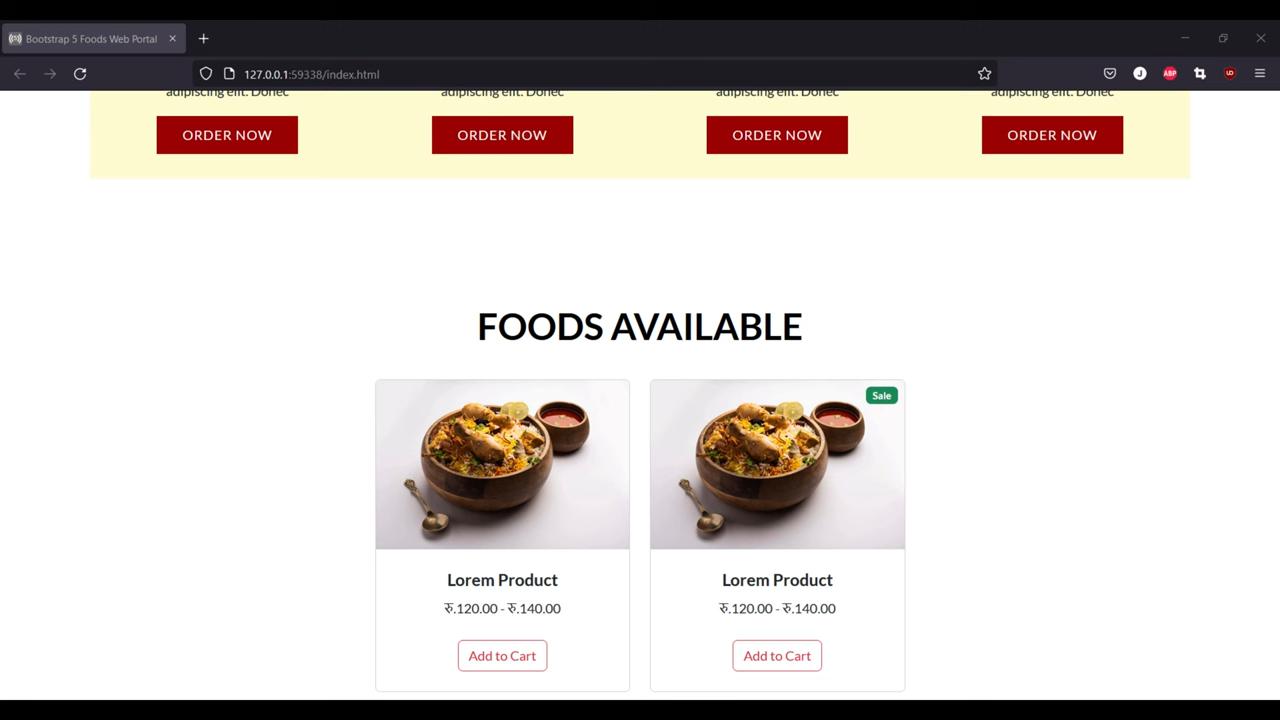 Bootstrap 5 Foods Web Portal
127.0.0.1:59338/index.html
ABP
adipiscing elit. Donec adipiscing elit. Donec adipiscing elit. Donec adipiscing elit. Donec
ORDER NOW ORDER NOW ORDER NOW ORDER NOW
FOODS AVAILABLE
Sale
Lorem Product Lorem Product
रु.120.00 - रु.140.00 रु.120.00 - रु.140.00
Add to Cart Add to Cart